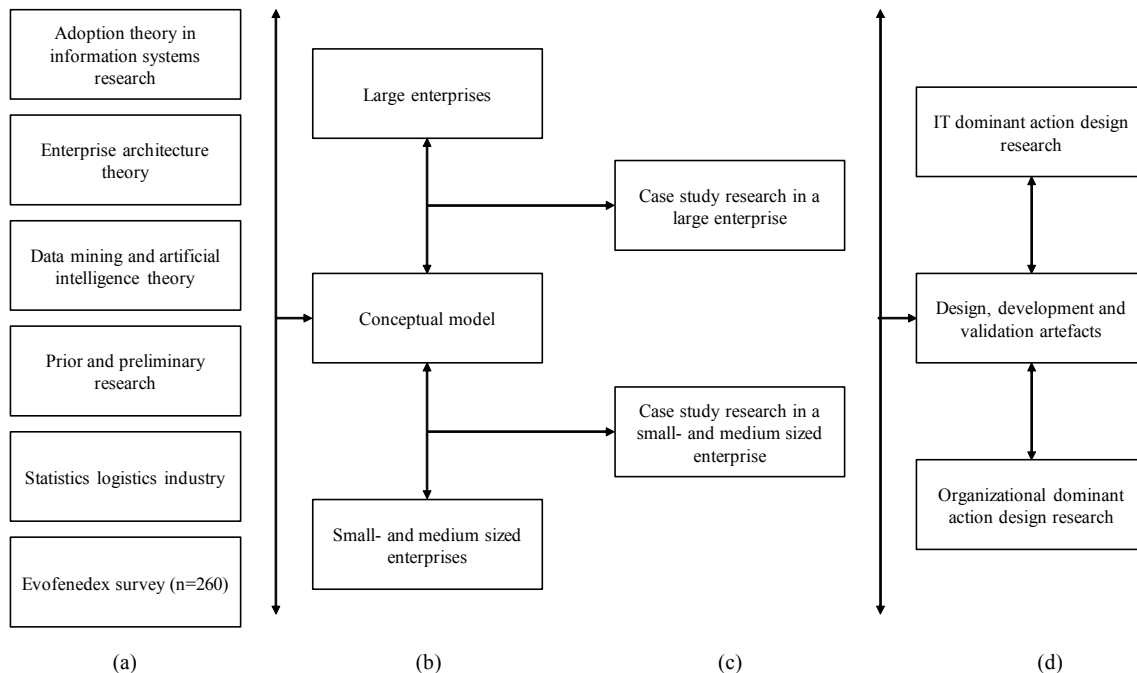 Adoption theory in
information systems
research
Enterprise architecture
theory
Data mining and artificial
intelligence theory
Prior and preliminary
research
Statistics logistics industry
Evofenedex survey (n=260)
(a)
Large enterprises
Conceptual model
Small- and medium sized
enterprises
(b)
Case study research in a
large enterprise
Case study research in a
small- and medium sized
enterprise
(c)
IT dominant action design
research
Design, development and
validation artefacts
Organizational dominant
action design research
(d)